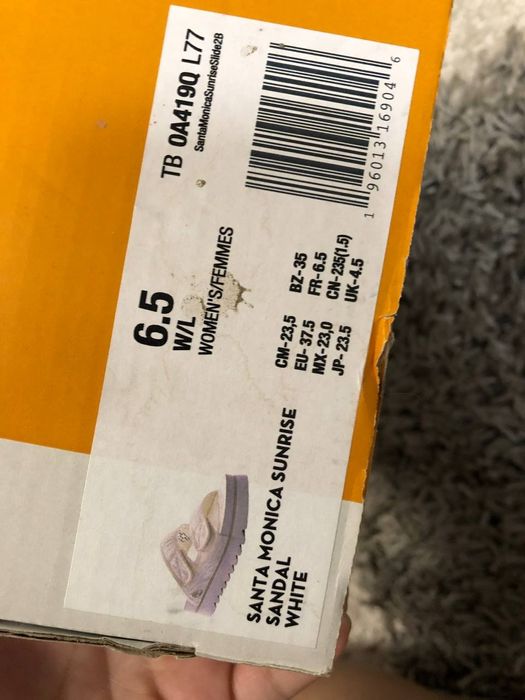 TB 0A419Q L77
SantaMonicaSunriseSlide2B
1 96013 16904 6
6.5
W/L
WOMEN'S/FEMMES
CM-23,5 BZ-35
EU-37.5 FR-6.5
MX-23,0 CN-235(1.5)
JP-23.5 UK-4.5
SANTA MONICA SUNRISE
SANDAL
WHITE